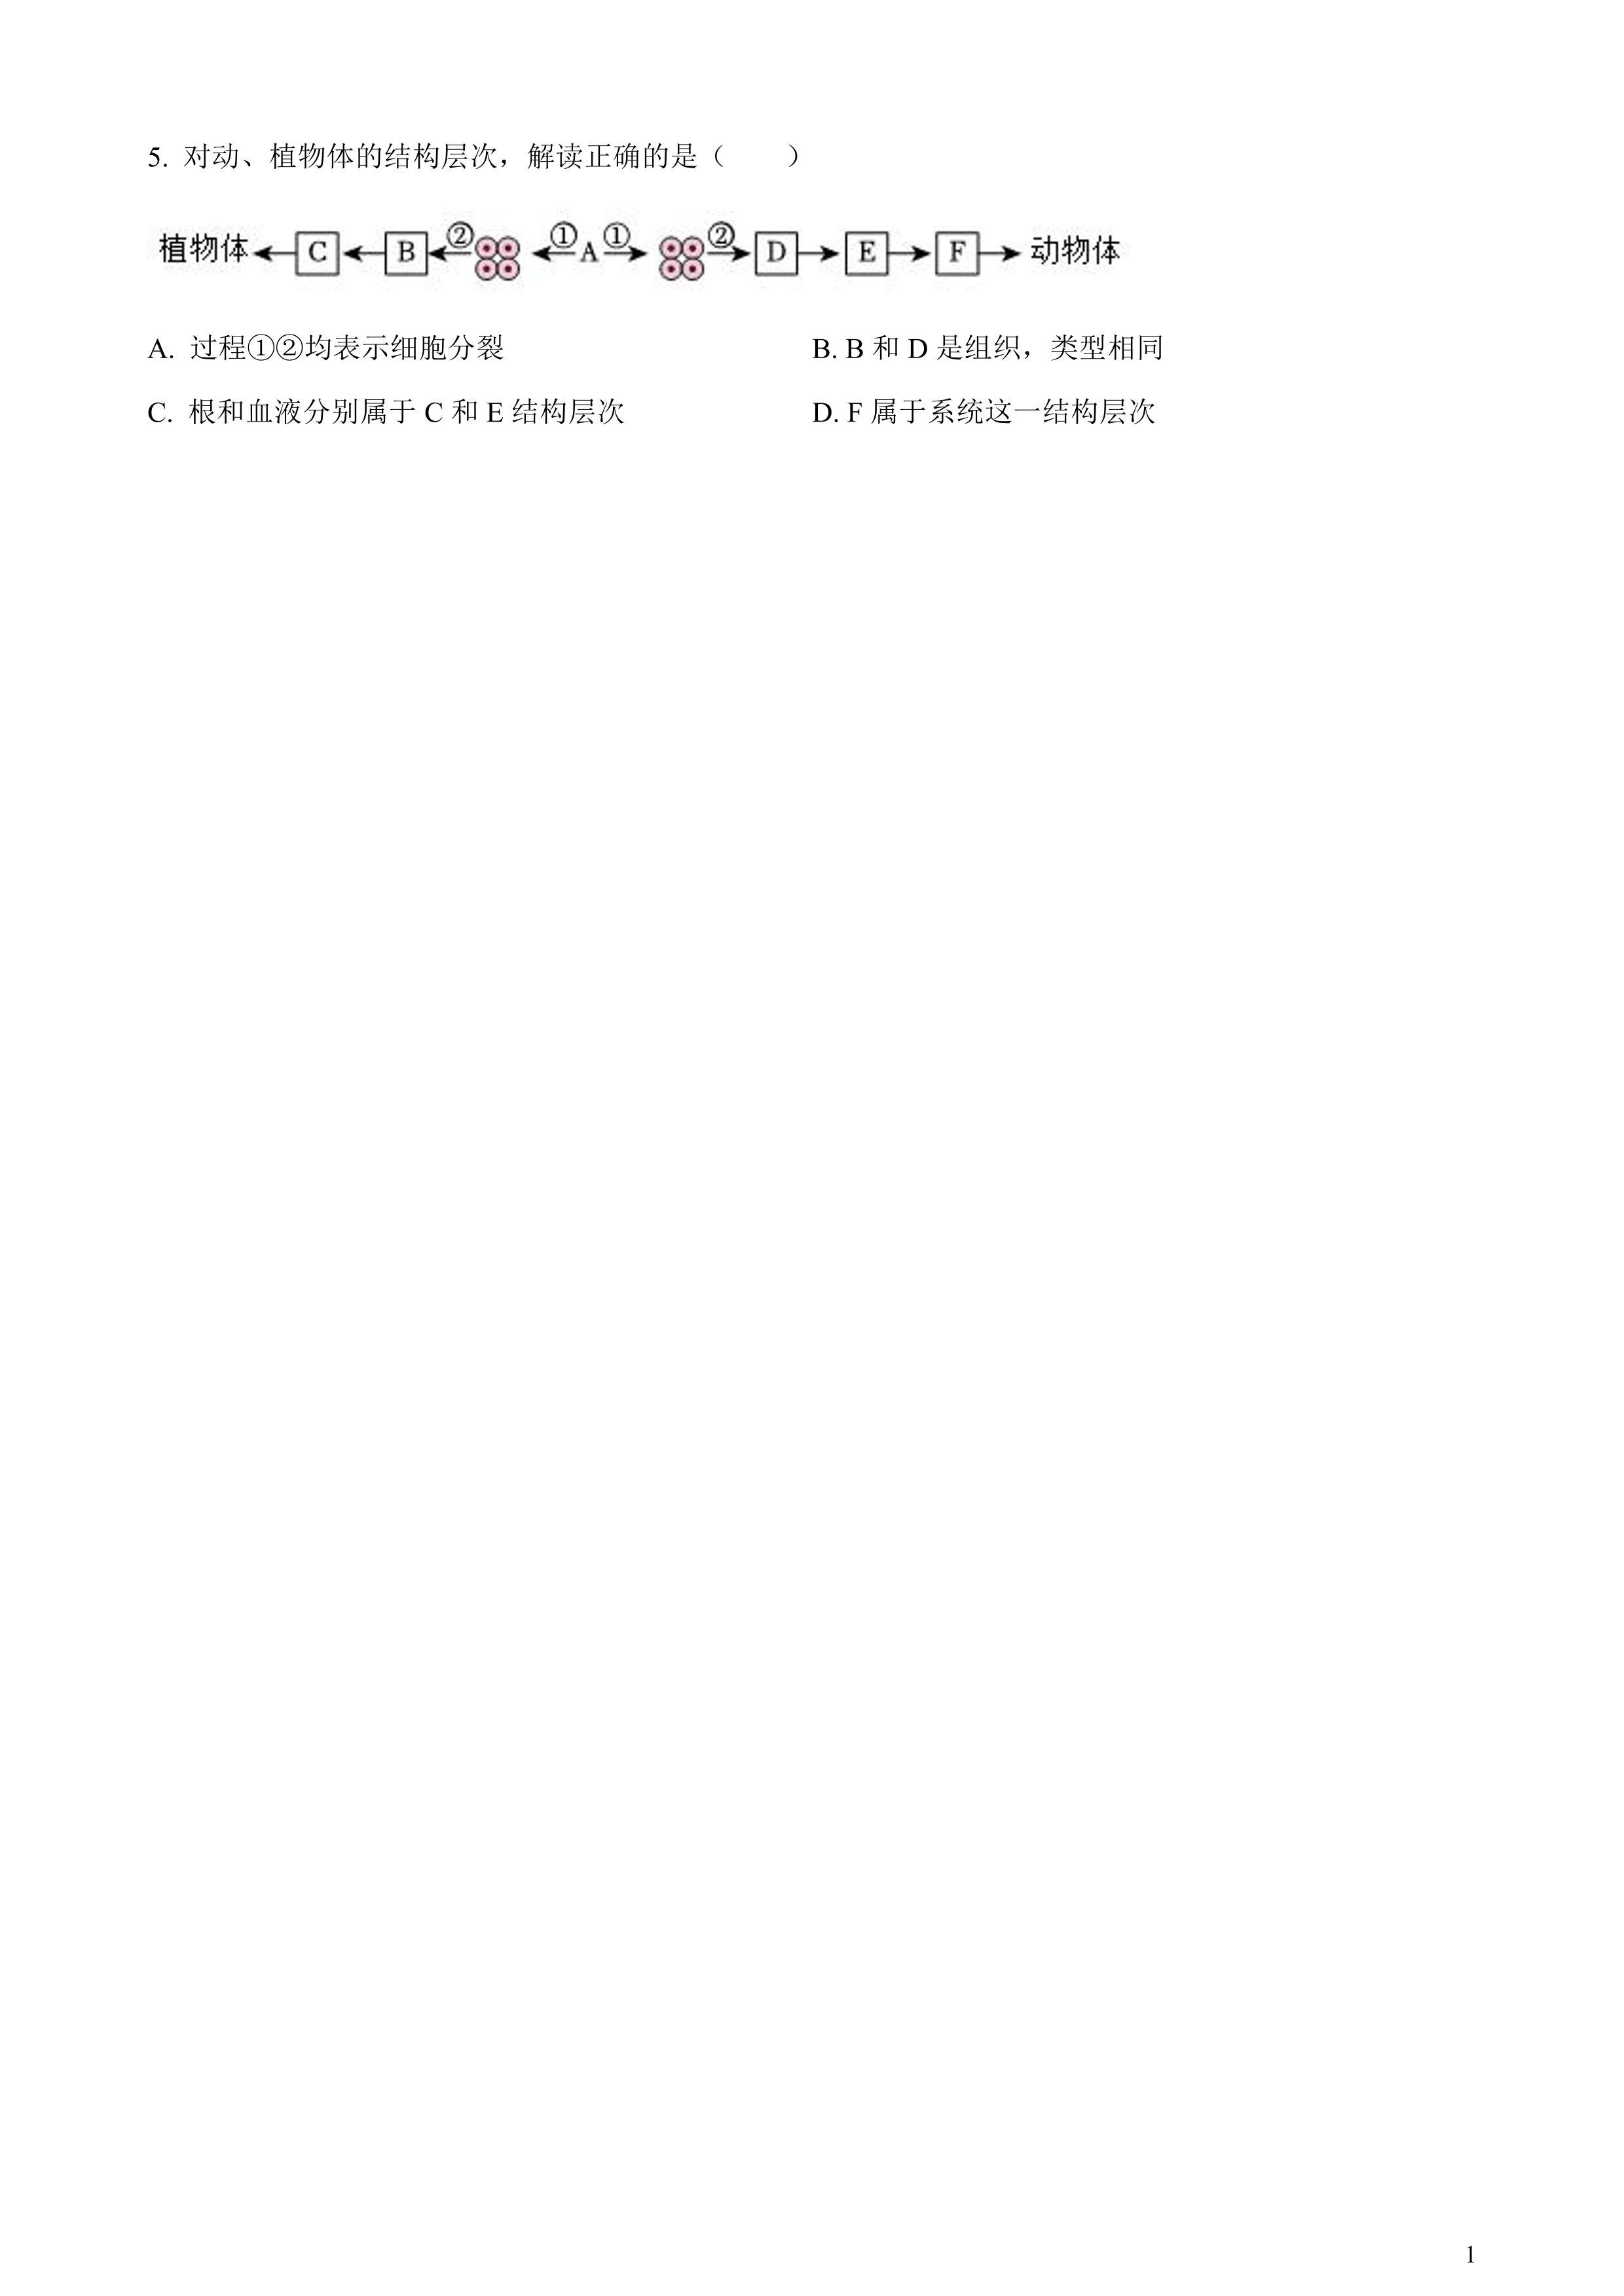 5. 对动、植物体的结构层次，解读正确的是（　　）
植物体 C B ② ① A ① ② D E F 动物体
A. 过程①②均表示细胞分裂 B. B 和 D 是组织，类型相同
C. 根和血液分别属于 C 和 E 结构层次 D. F 属于系统这一结构层次
1